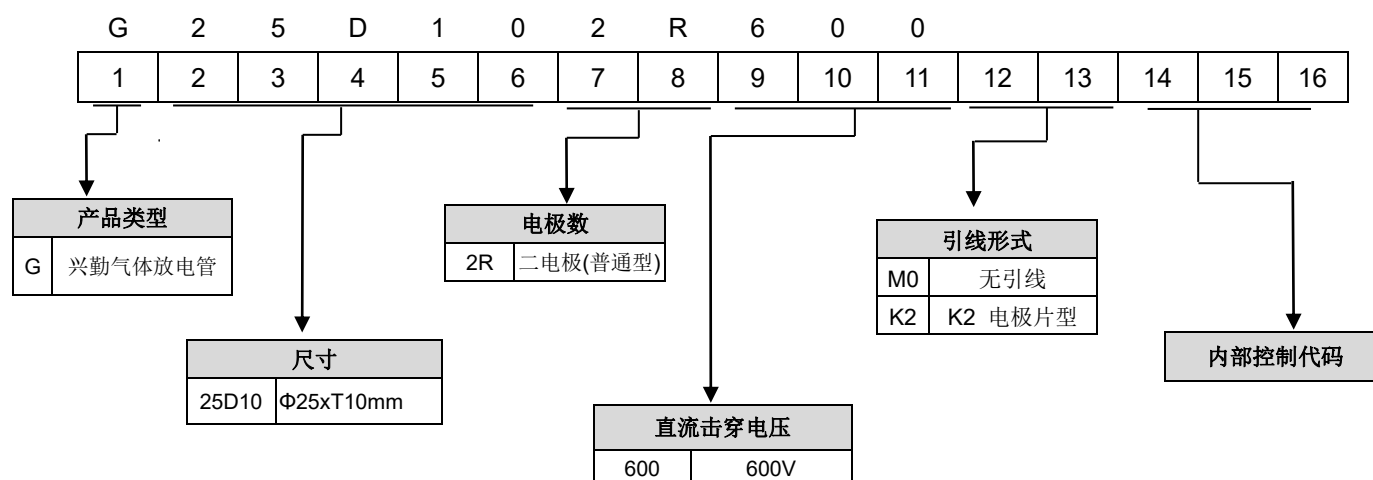 G 2 5 D 1 0 2 R 6 0 0
1 2 3 4 5 6 7 8 9 10 11 12 13 14 15 16
产品类型
G 兴勤气体放电管
电极数
2R 二电极(普通型)
引线形式
M0 无引线
K2 K2 电极片型
尺寸
25D10 Φ25xT10mm
内部控制代码
直流击穿电压
600 600V